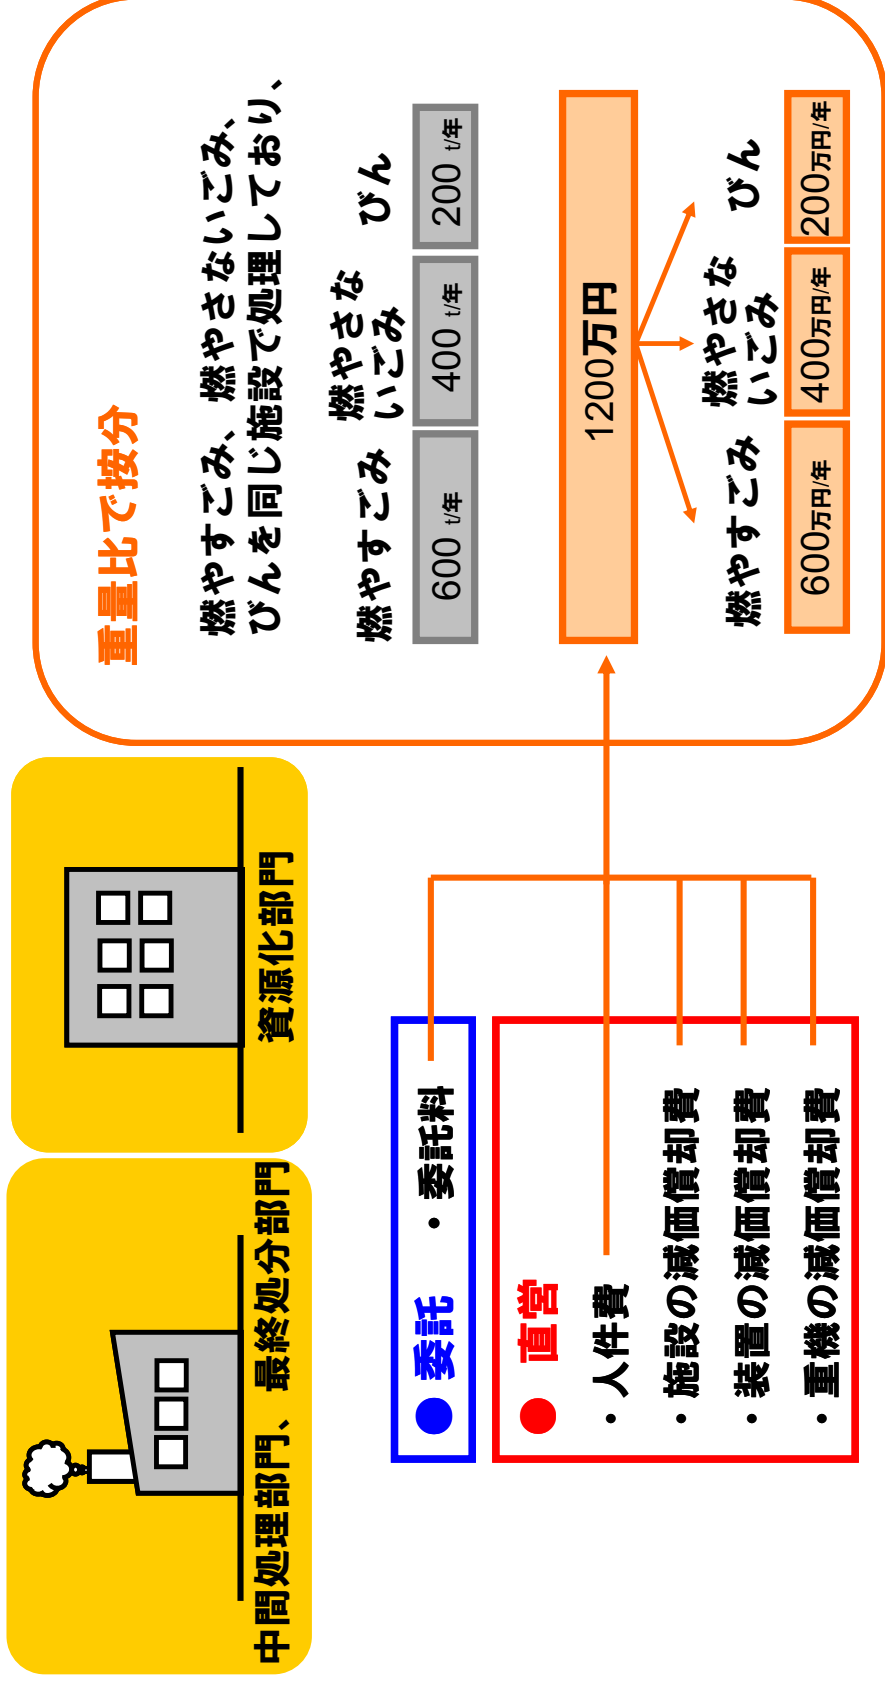 中間処理部門、最終処分部門
資源化部門
● 委託 ・委託料
● 直営
・人件費
・施設の減価償却費
・装置の減価償却費
・重機の減価償却費
重量比で按分
燃やすごみ、燃やさないごみ、
びんを同じ施設で処理しており、
燃やすごみ
燃やさな
いごみ
びん
600 t/年
400 t/年
200 t/年
1200万円
燃やすごみ
燃やさな
いごみ
びん
600万円/年
400万円/年
200万円/年